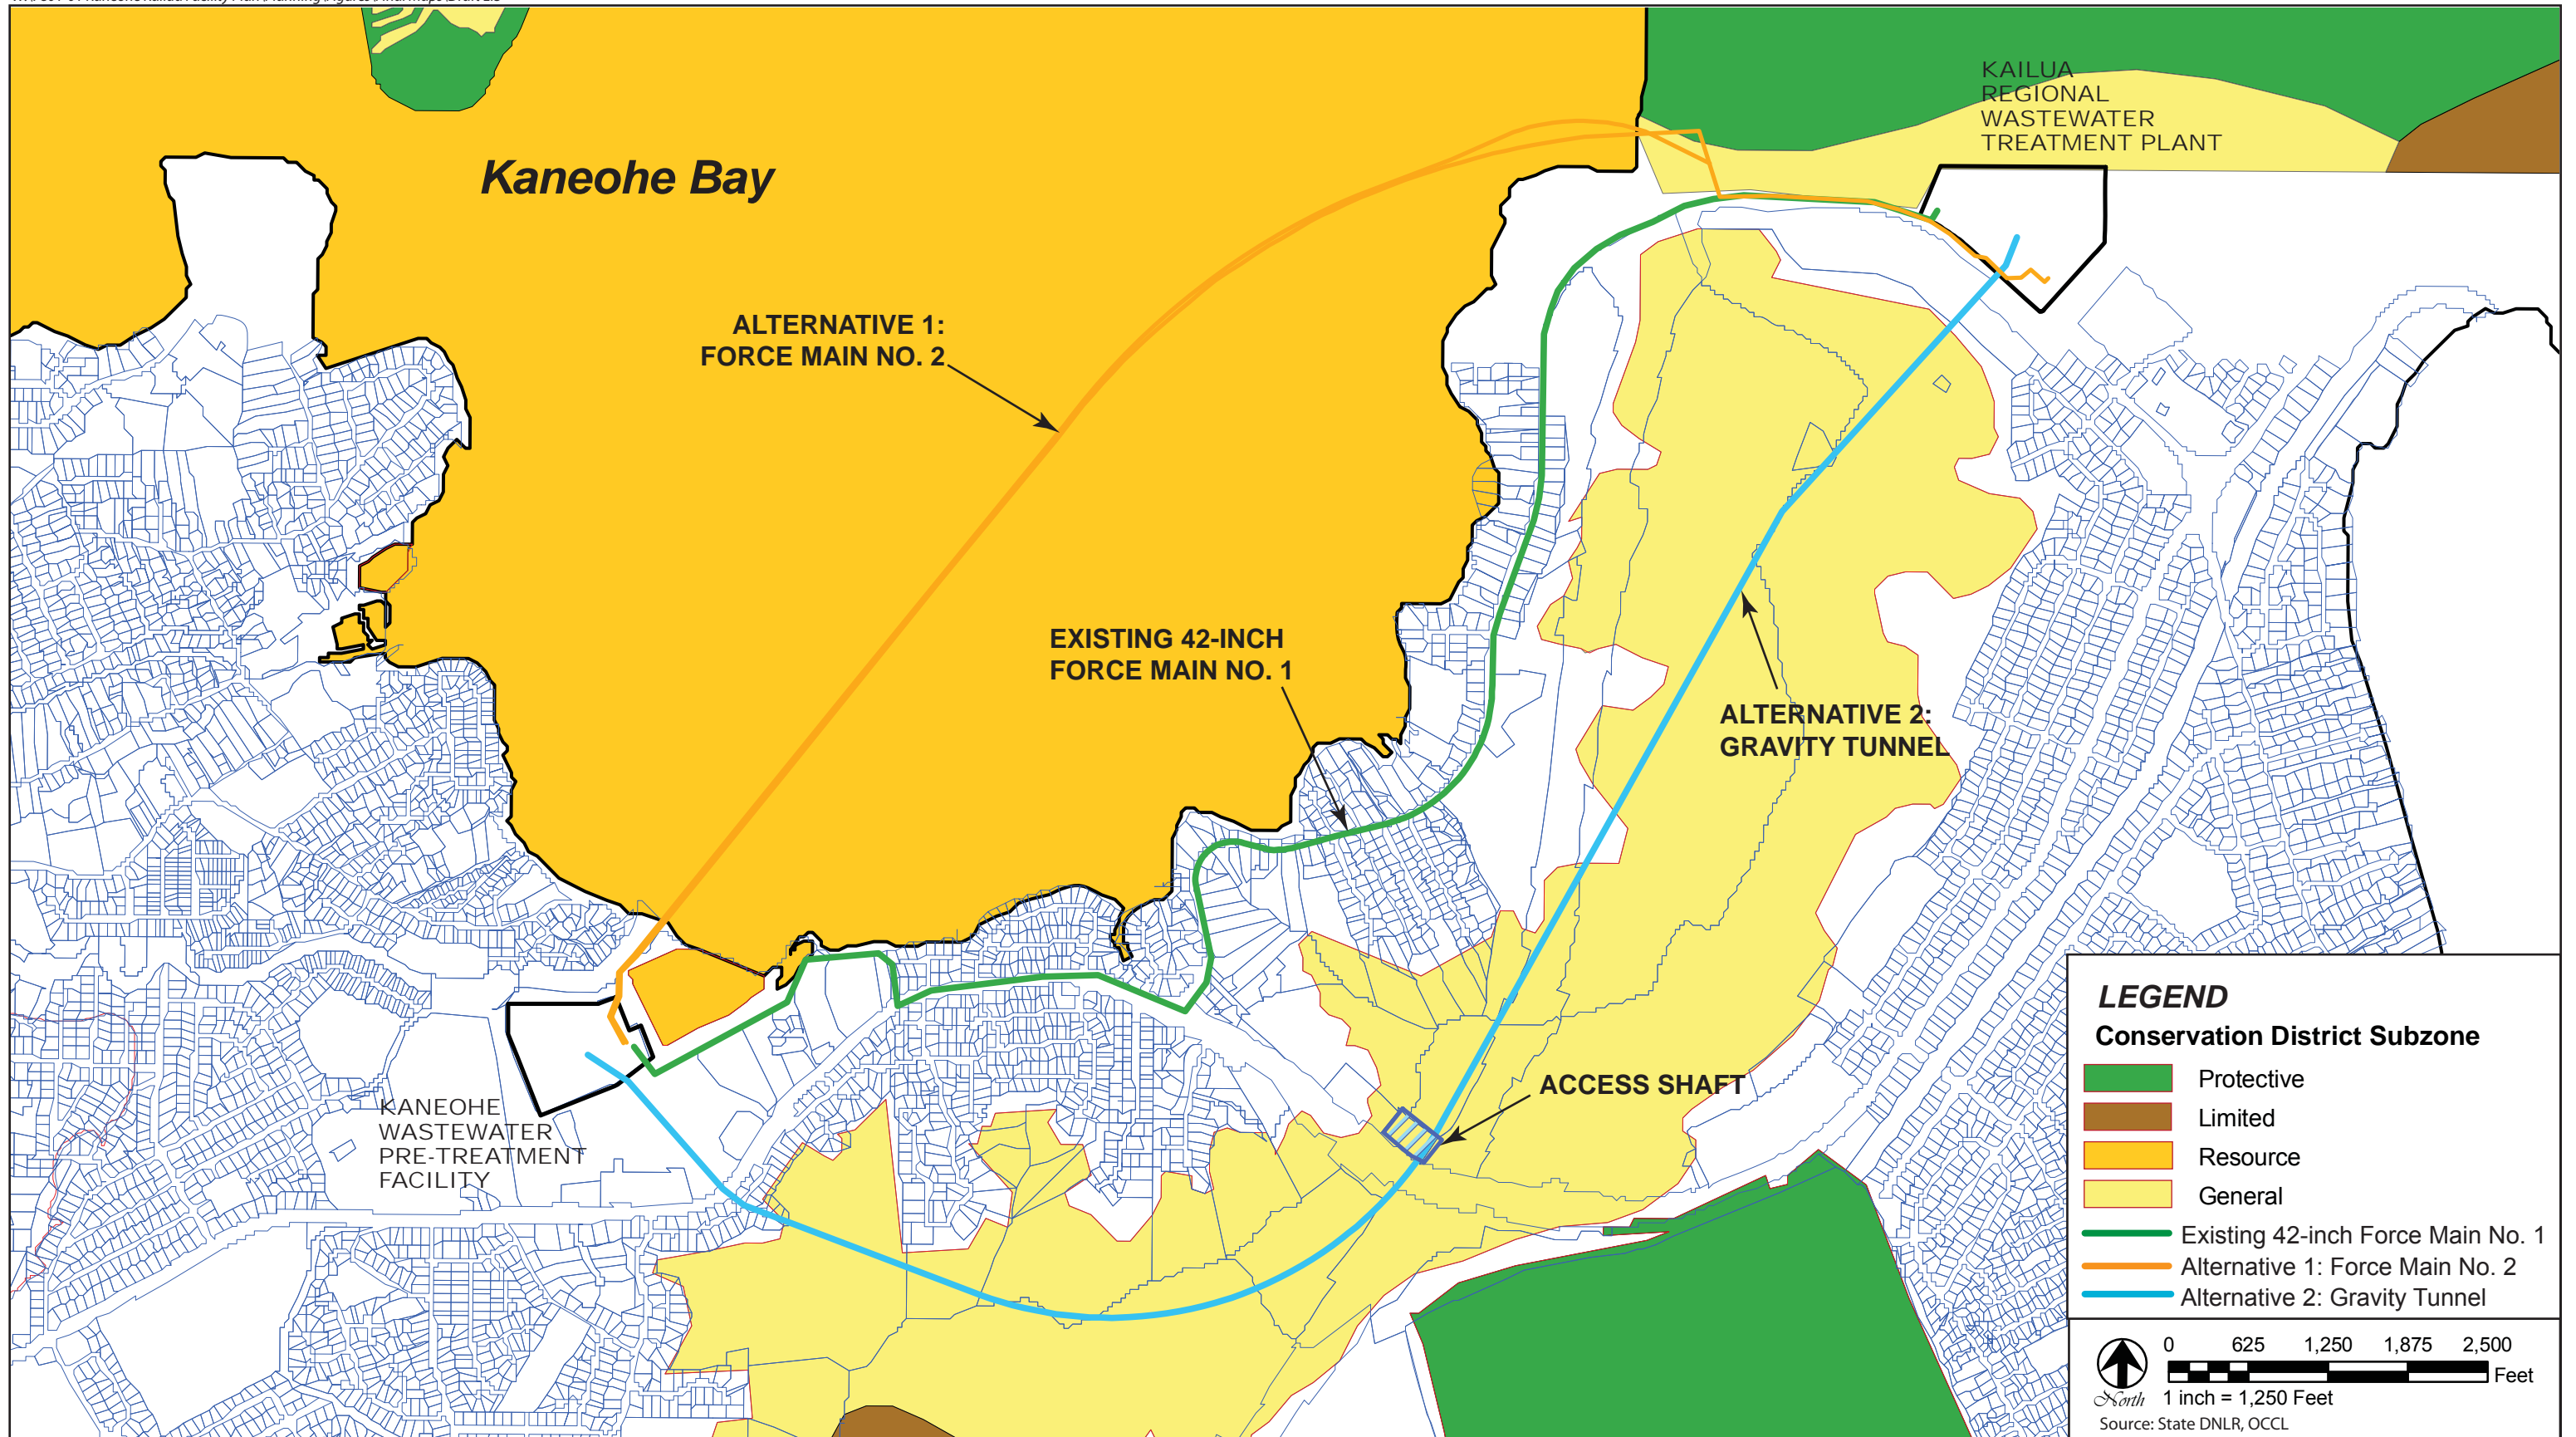 Kaneohe Bay
KAILUA
REGIONAL
WASTEWATER
TREATMENT PLANT
ALTERNATIVE 1:
FORCE MAIN NO. 2
EXISTING 42-INCH
FORCE MAIN NO. 1
ALTERNATIVE 2:
GRAVITY TUNNEL
ACCESS SHAFT
KANEOHE
WASTEWATER
PRE-TREATMENT
FACILITY
LEGEND
Conservation District Subzone
Protective
Limited
Resource
General
Existing 42-inch Force Main No. 1
Alternative 1: Force Main No. 2
Alternative 2: Gravity Tunnel
0 625 1,250 1,875 2,500
Feet
North 1 inch = 1,250 Feet
Source: State DNLR, OCCL